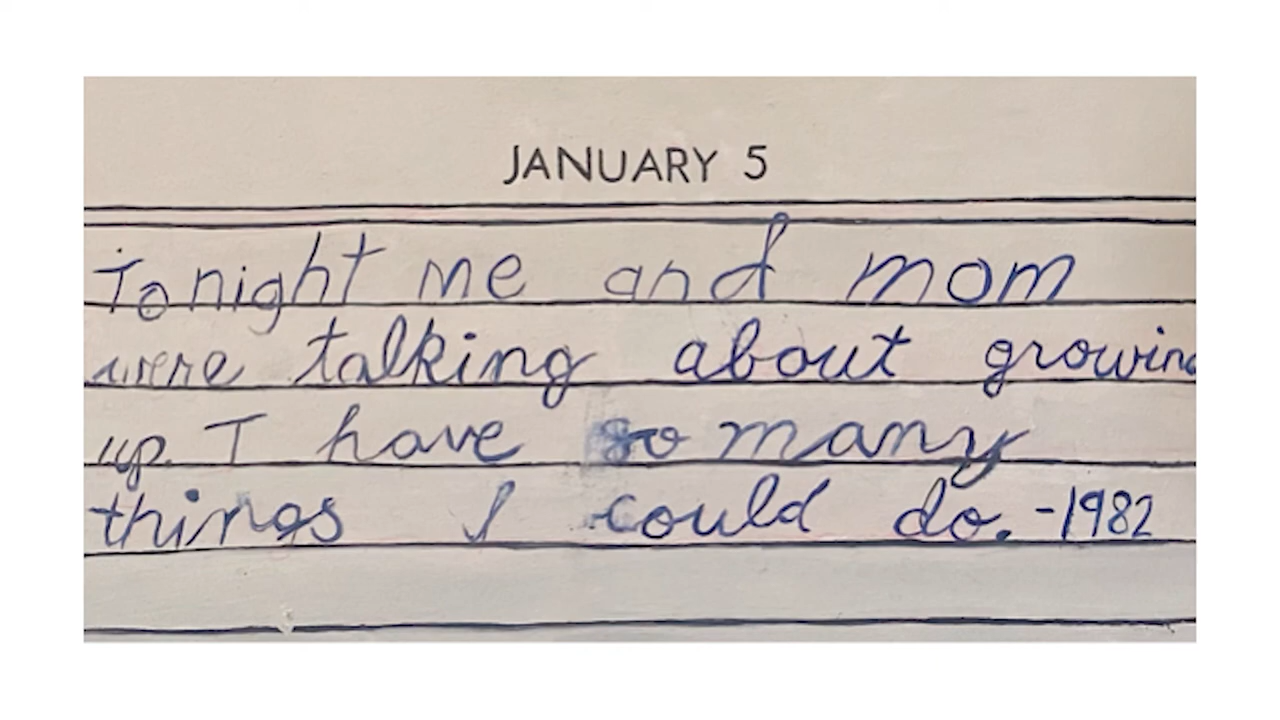 JANUARY 5
Tonight me and mom
were talking about growing
up. I have so many
things I could do. -1982